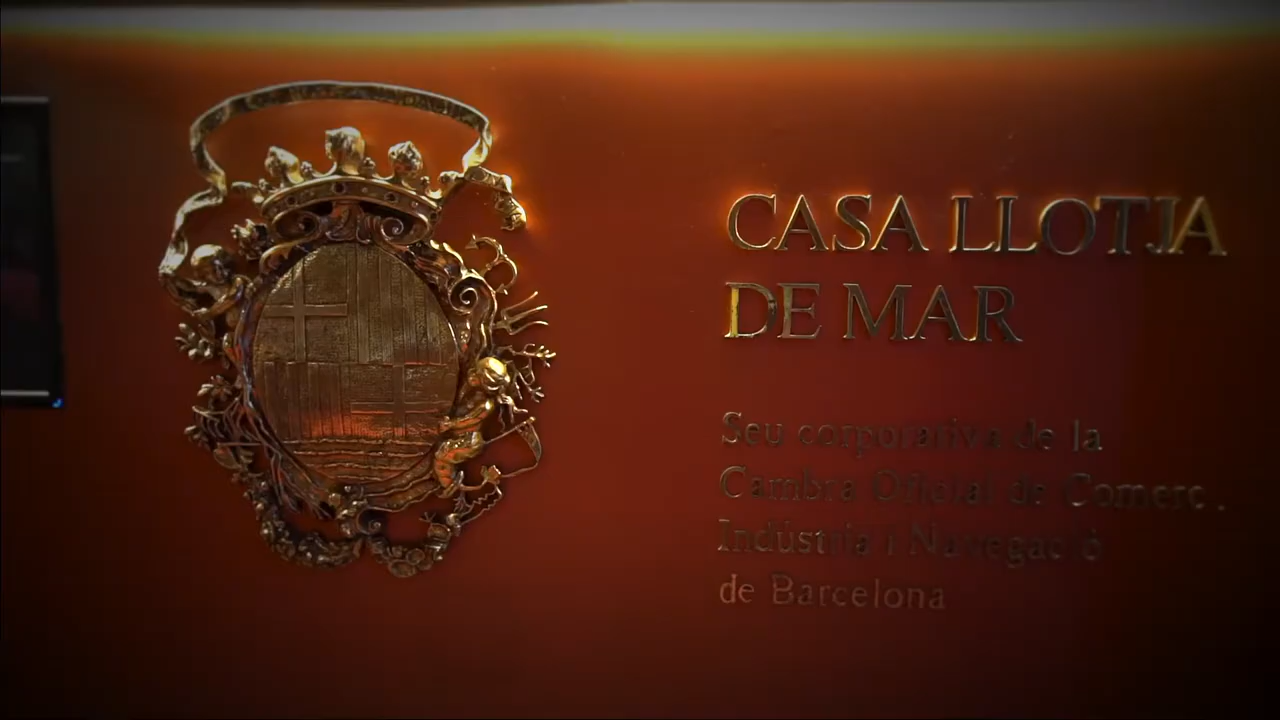 CASA LLOTJA
DE MAR
Seu corporativa de la
Cambra Oficial de Comerç,
Indústria i Navegació
de Barcelona